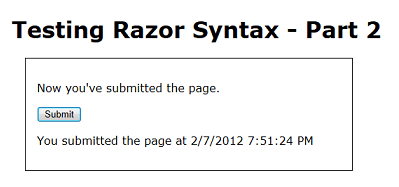 Testing Razor Syntax - Part 2
Now you've submitted the page.
Submit
You submitted the page at 2/7/2012 7:51:24 PM